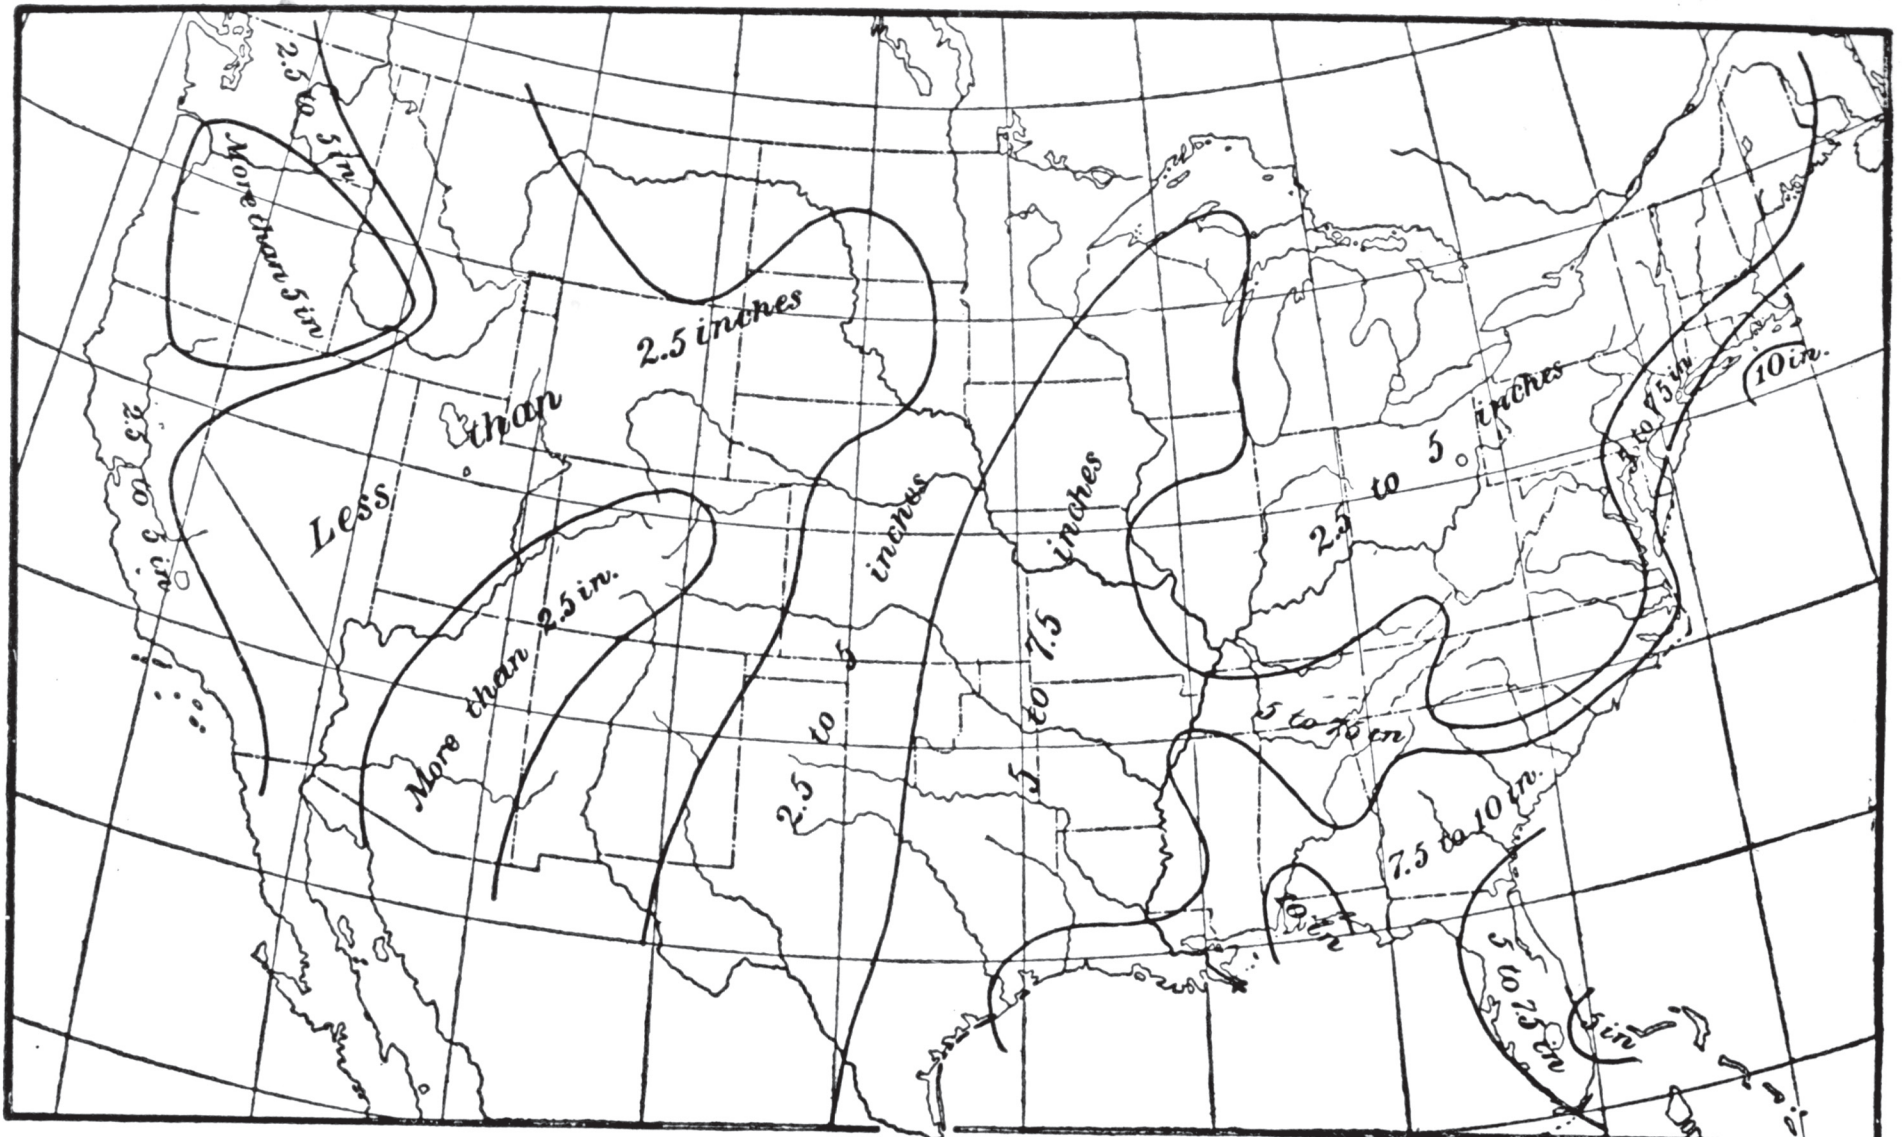 2.5 to 5 in
More than 5 in
2.5 inches
than
Less
2.5 to 5 in
More than 2.5 in.
2.5 to 5 inches
5 to 7.5 inches
2.5 to 5 inches
5 to 7.5 in
10 in.
5 to 7.5 in
7.5 to 10 in.
10 in
5 to 7.5 in
5 in